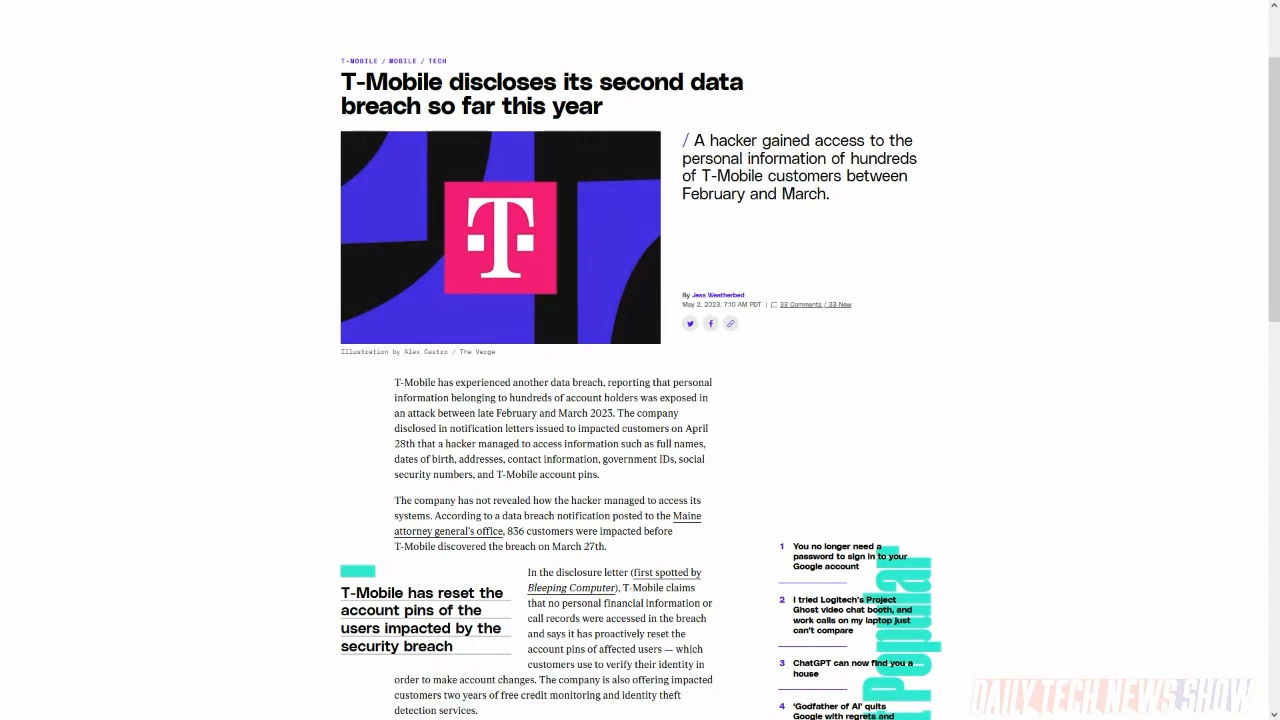 T-MOBILE / MOBILE / TECH
T-Mobile discloses its second data
breach so far this year
/ A hacker gained access to the
personal information of hundreds
of T-Mobile customers between
February and March.
T
By Jess Weatherbed
May 2, 2023, 7:10 AM PDT | 33 Comments / 33 New
Illustration by Alex Castro / The Verge
T-Mobile has experienced another data breach, reporting that personal
information belonging to hundreds of account holders was exposed in
an attack between late February and March 2023. The company
disclosed in notification letters issued to impacted customers on April
28th that a hacker managed to access information such as full names,
dates of birth, addresses, contact information, government IDs, social
security numbers, and T-Mobile account pins.
The company has not revealed how the hacker managed to access its
systems. According to a data breach notification posted to the Maine
attorney general's office, 836 customers were impacted before
T-Mobile discovered the breach on March 27th.
T-Mobile has reset the
account pins of the
users impacted by the
security breach
In the disclosure letter (first spotted by
Bleeping Computer), T-Mobile claims
that no personal financial information or
call records were accessed in the breach
and says it has proactively reset the
account pins of affected users — which
customers use to verify their identity in
order to make account changes. The company is also offering impacted
customers two years of free credit monitoring and identity theft
detection services.
Popular
1 You no longer need a
password to sign in to your
Google account
2 I tried Logitech's Project
Ghost video chat booth, and
work calls on my laptop just
can't compare
3 ChatGPT can now find you a
house
4 'Godfather of AI' quits
Google with regrets and
DAILY TECH NEWS SHOW